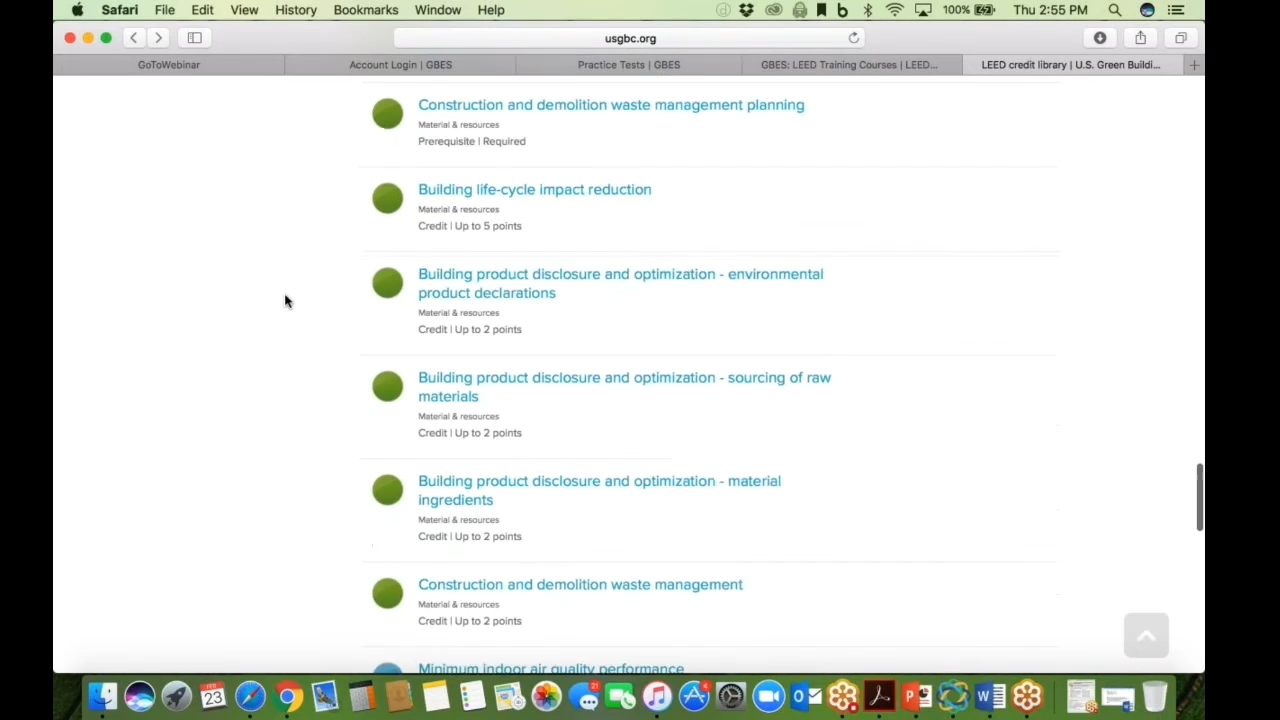 Safari File Edit View History Bookmarks Window Help 100% Thu 2:55 PM
usgbc.org
GoToWebinar Account Login | GBES Practice Tests | GBES GBES: LEED Training Courses | LEED... LEED credit library | U.S. Green Buildi...
Construction and demolition waste management planning
Material & resources
Prerequisite | Required
Building life-cycle impact reduction
Material & resources
Credit | Up to 5 points
Building product disclosure and optimization - environmental
product declarations
Material & resources
Credit | Up to 2 points
Building product disclosure and optimization - sourcing of raw
materials
Material & resources
Credit | Up to 2 points
Building product disclosure and optimization - material
ingredients
Material & resources
Credit | Up to 2 points
Construction and demolition waste management
Material & resources
Credit | Up to 2 points
Minimum indoor air quality performance
23
21
4